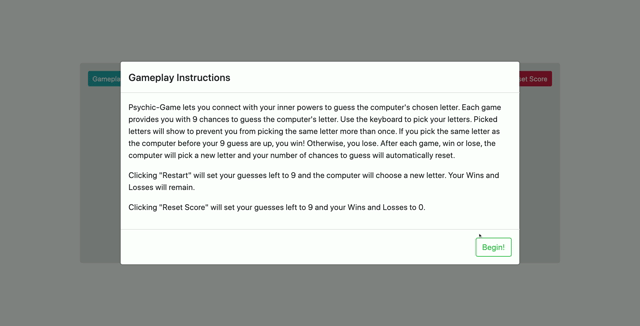 Gameplay Instructions
Psychic-Game lets you connect with your inner powers to guess the computer's chosen letter. Each game
provides you with 9 chances to guess the computer's letter. Use the keyboard to pick your letters. Picked
letters will show to prevent you from picking the same letter more than once. If you pick the same letter as
the computer before your 9 guess are up, you win! Otherwise, you lose. After each game, win or lose, the
computer will pick a new letter and your number of chances to guess will automatically reset.
Clicking "Restart" will set your guesses left to 9 and the computer will choose a new letter. Your Wins and
Losses will remain.
Clicking "Reset Score" will set your guesses left to 9 and your Wins and Losses to 0.
Begin!
Gamepla
set Score